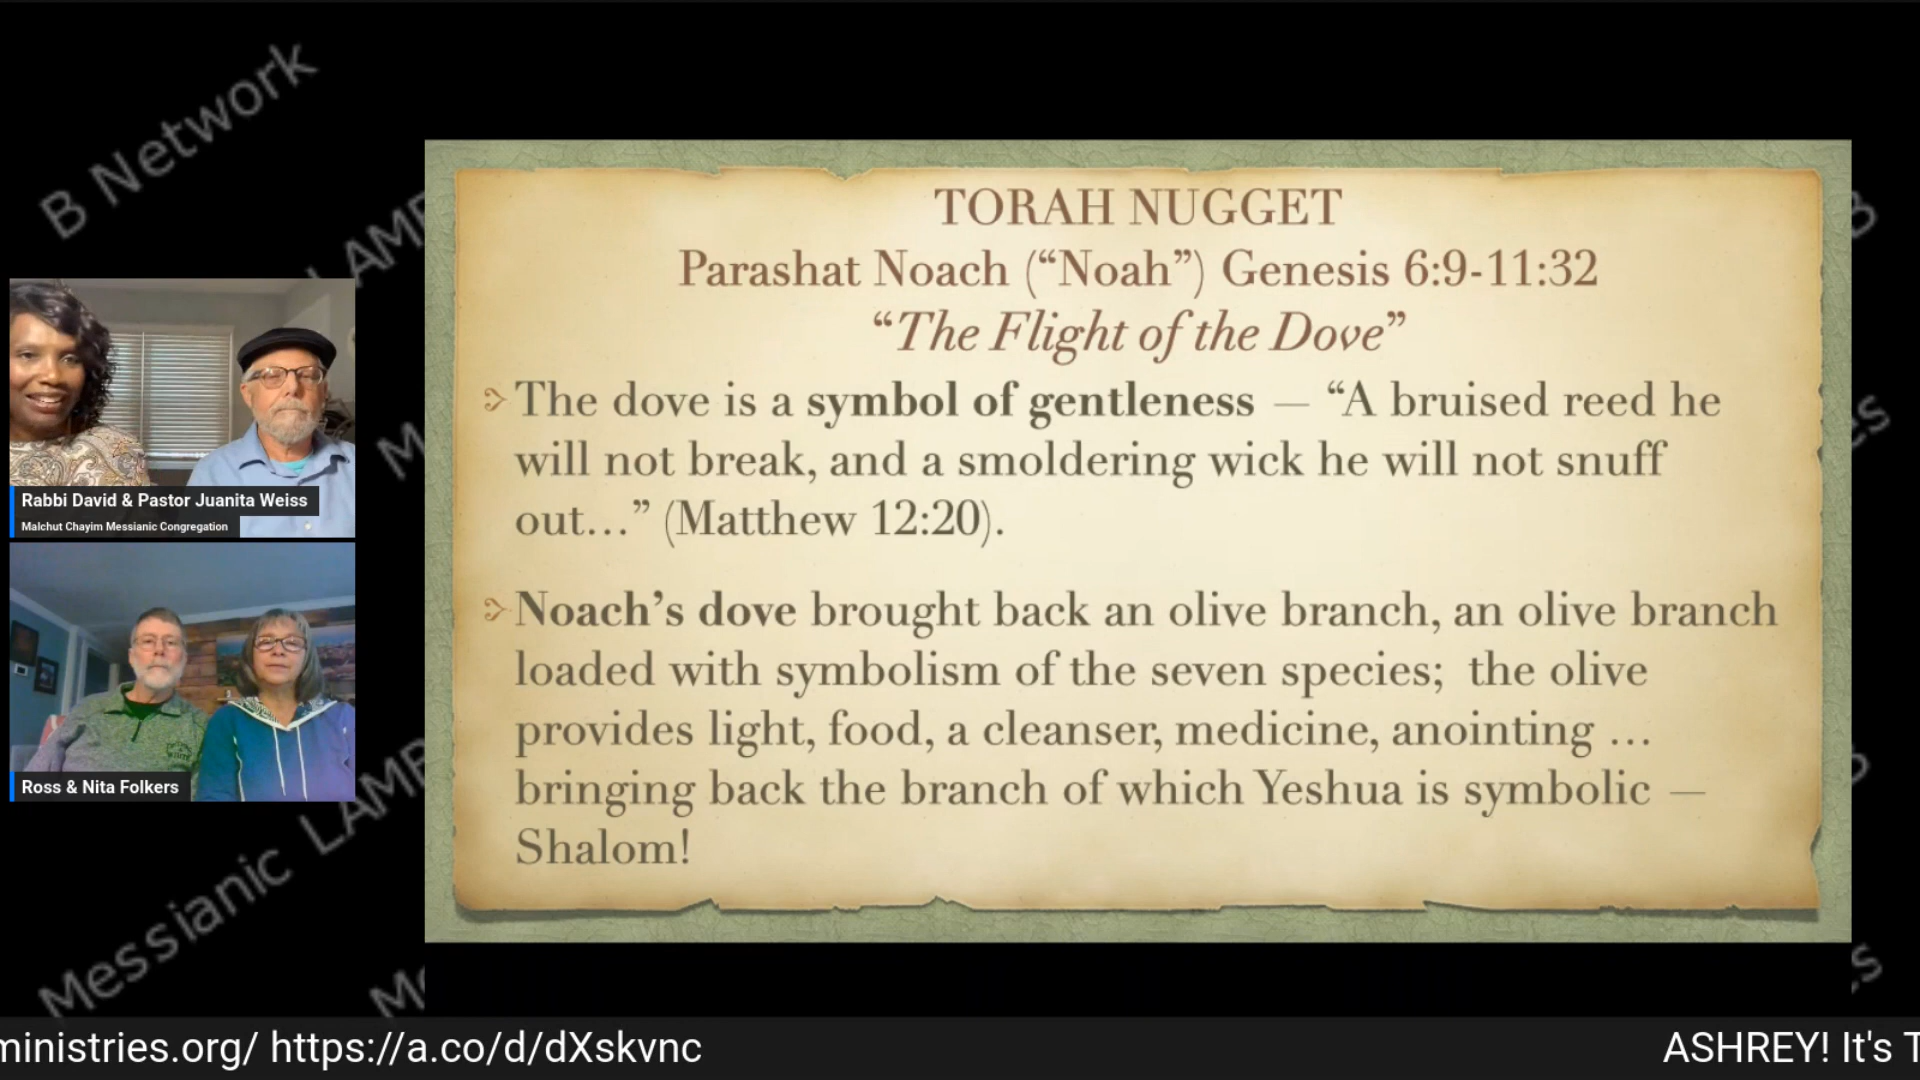 B Network
LAMB
TORAH NUGGET
Parashat Noach (“Noah”) Genesis 6:9-11:32
“The Flight of the Dove”
The dove is a symbol of gentleness — “A bruised reed he
will not break, and a smoldering wick he will not snuff
out…” (Matthew 12:20).
Noach’s dove brought back an olive branch, an olive branch
loaded with symbolism of the seven species;  the olive
provides light, food, a cleanser, medicine, anointing …
bringing back the branch of which Yeshua is symbolic —
Shalom!
Rabbi David & Pastor Juanita Weiss
Malchut Chayim Messianic Congregation
Ross & Nita Folkers
Messianic LAMB
ministries.org/ https://a.co/d/dXskvnc
ASHREY! It's T